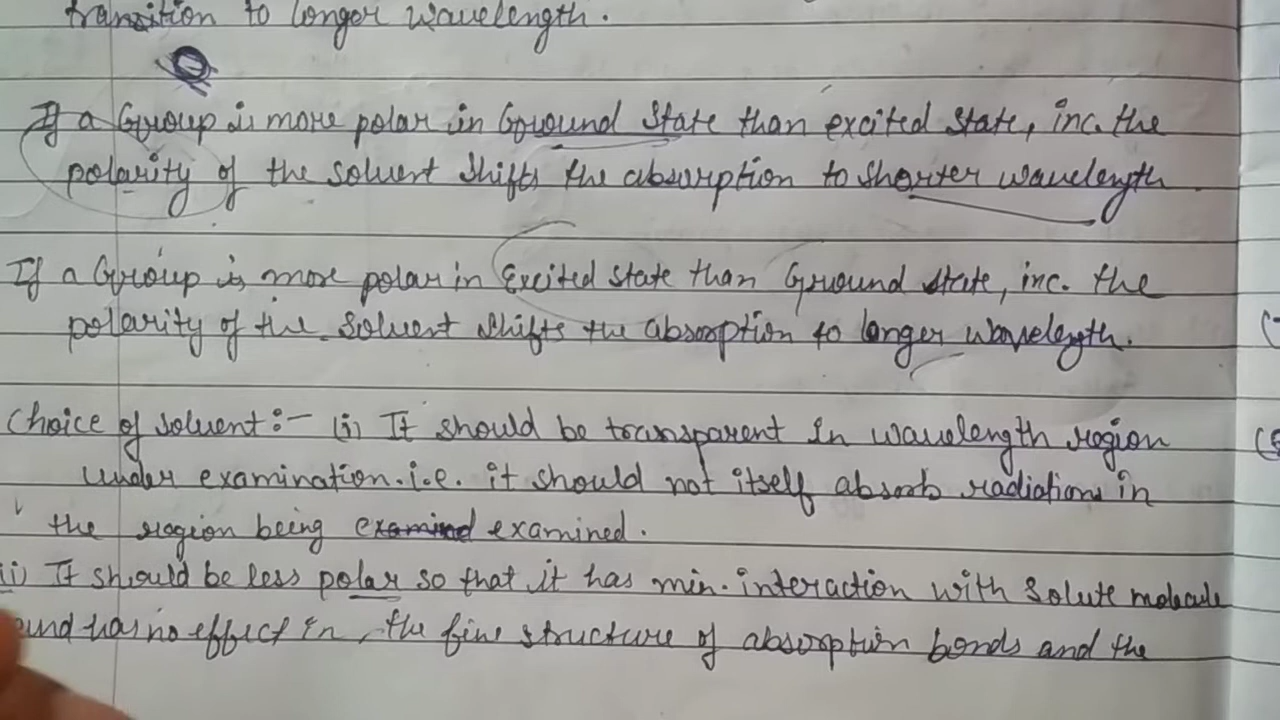 transition to longer wavelength.
If a Group is more polar in Ground State than excited state, inc. the
polarity of the solvent shifts the absorption to shorter wavelength
If a Group is more polar in Excited state than Ground state, inc. the
polarity of the solvent shifts the absorption to longer wavelength.
Choice of solvent:- (i) It should be transparent in wavelength region
under examination. i.e. it should not itself absorb radiations in
the region being examined.
ii) It should be less polar so that it has min. interaction with solute molecule
and has no effect in the fine structure of absorption bonds and the